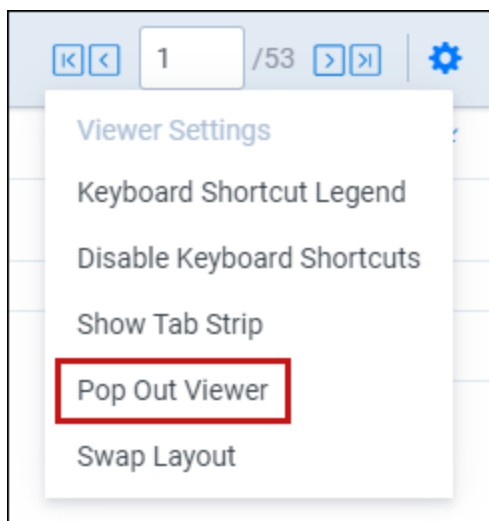 1 /53
Viewer Settings
Keyboard Shortcut Legend
Disable Keyboard Shortcuts
Show Tab Strip
Pop Out Viewer
Swap Layout